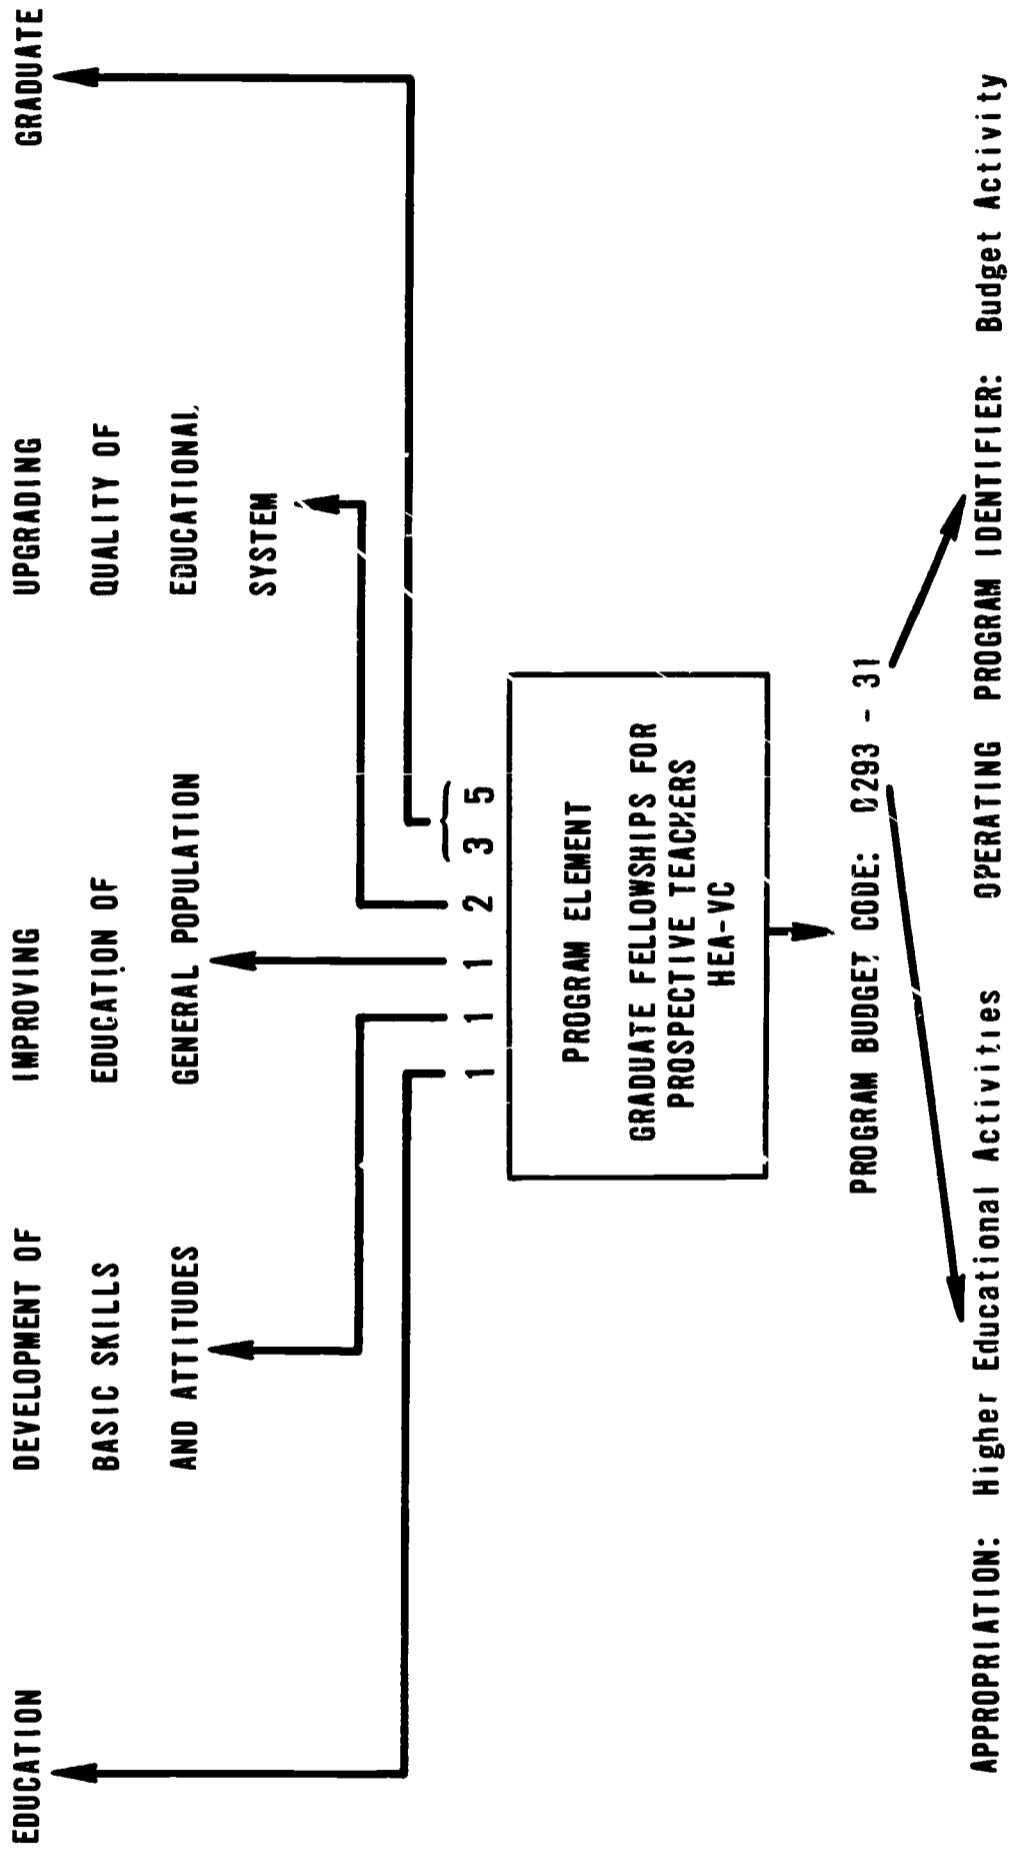 EDUCATION
DEVELOPMENT OF
BASIC SKILLS
AND ATTITUDES
IMPROVING
EDUCATION OF
GENERAL POPULATION
UPGRADING
QUALITY OF
EDUCATIONAL
SYSTEM
GRADUATE
1 1 1 2 3 5
PROGRAM ELEMENT
GRADUATE FELLOWSHIPS FOR
PROSPECTIVE TEACHERS
HEA-VC
PROGRAM BUDGET CODE: 0293 - 31
APPROPRIATION: Higher Educational Activities OPERATING PROGRAM IDENTIFIER: Budget Activity